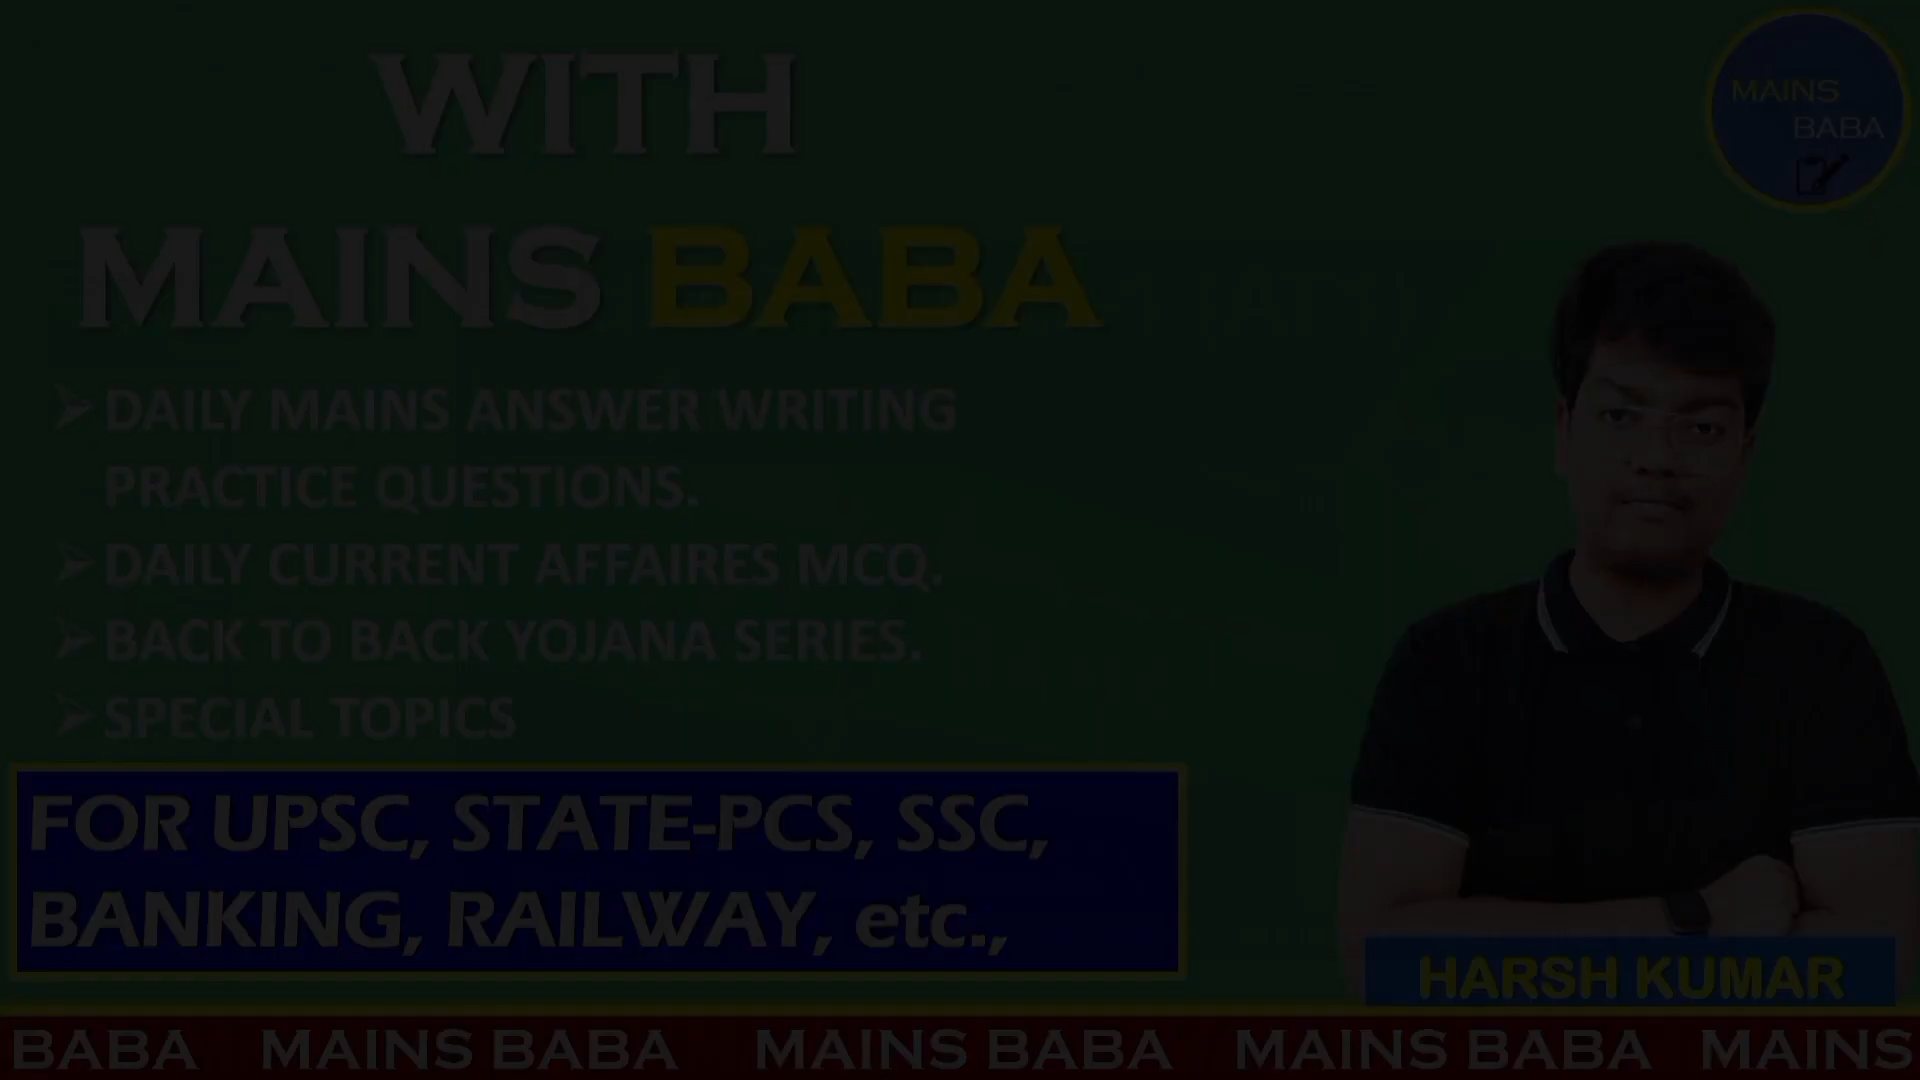 WITH
MAINS BABA
MAINS
BABA
➢DAILY MAINS ANSWER WRITING
PRACTICE QUESTIONS.
➢DAILY CURRENT AFFAIRES MCQ.
➢BACK TO BACK YOJANA SERIES.
➢SPECIAL TOPICS
FOR UPSC, STATE-PCS, SSC,
BANKING, RAILWAY, etc.,
HARSH KUMAR
BABA MAINS BABA MAINS BABA MAINS BABA MAINS